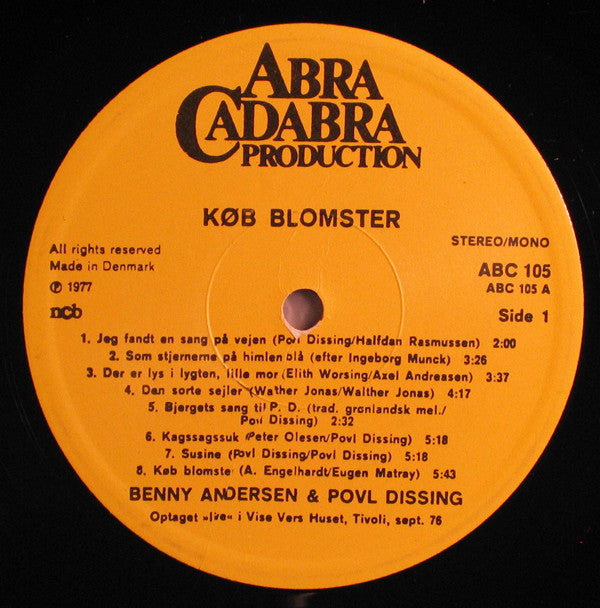 ABRA
CADABRA
PRODUCTION
KØB BLOMSTER
All rights reserved
Made in Denmark
℗ 1977
ncb
STEREO/MONO
ABC 105
ABC 105 A
Side 1
1. Jeg fandt en sang på vejen (Povl Dissing/Halfdan Rasmussen) 2:00
2. Som stjernerne på himlen blå (efter Ingeborg Munck) 3:26
3. Der er lys i lygten, lille mor (Elith Worsing/Axel Andreasen) 3:37
4. Den sorte sejler (Walther Jonas/Walther Jonas) 4:17
5. Bjergets sang til P. D. (trad. grønlandsk mel./
Povl Dissing) 2:32
6. Kagssagssuk (Peter Olesen/Povl Dissing) 5:18
7. Susine (Povl Dissing/Povl Dissing) 5:18
8. Køb blomster (A. Engelhardt/Eugen Matray) 5:43
BENNY ANDERSEN & POVL DISSING
Optaget »live« i Vise Vers Huset, Tivoli, sept. 76